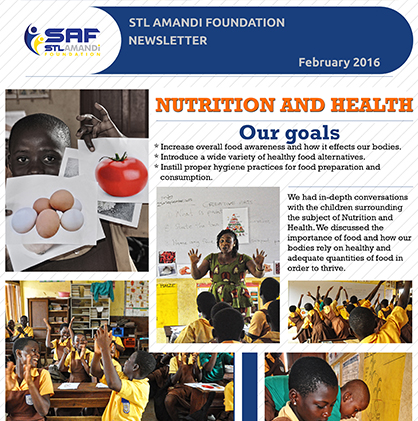 SAF
STL AMANDI
FOUNDATION
STL AMANDI FOUNDATION
NEWSLETTER
February 2016
NUTRITION AND HEALTH
Our goals
* Increase overall food awareness and how it effects our bodies.
* Introduce a wide variety of healthy food alternatives.
* Instill proper hygiene practices for food preparation and
consumption.
We had in-depth conversations
with the children surrounding
the subject of Nutrition and
Health. We discussed the
importance of food and how our
bodies rely on healthy and
adequate quantities of food in
order to thrive.